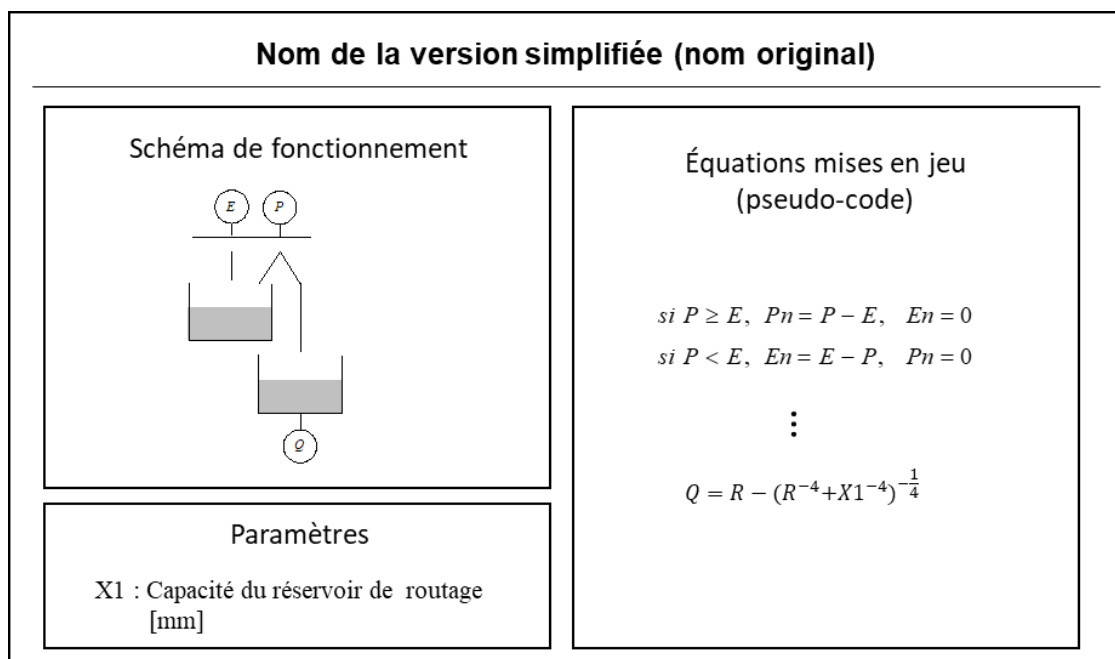 Nom de la version simplifiée (nom original)
Schéma de fonctionnement
E P
Q
Paramètres
X1 : Capacité du réservoir de routage
[mm]
Équations mises en jeu
(pseudo-code)
si P ≥ E, Pn = P − E, En = 0
si P < E, En = E − P, Pn = 0
⋮
Q = R − (R⁻⁴+X1⁻⁴)^(-1/4)